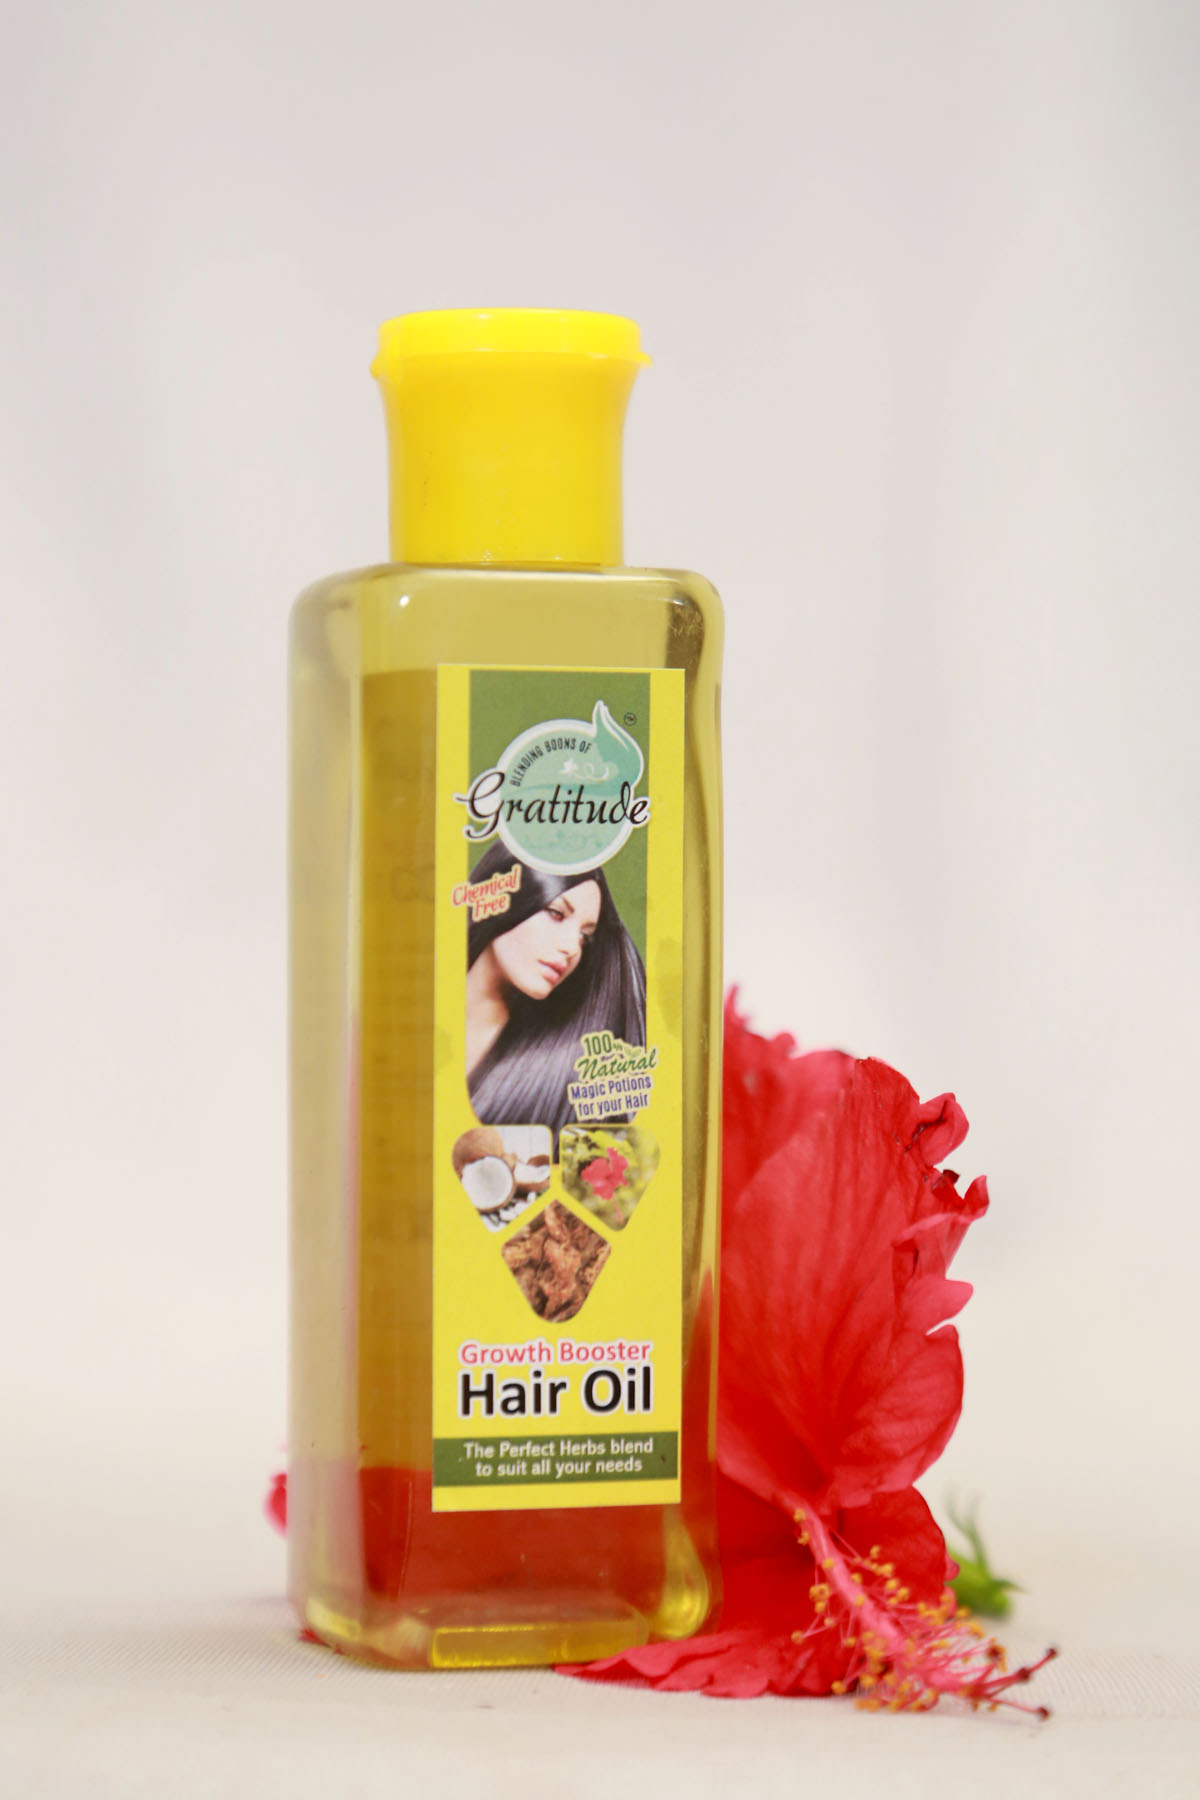 BLENDING BOONS OF
Gratitude
Chemical
Free
100%
Natural
Magic Potions
for your Hair
Growth Booster
Hair Oil
The Perfect Herbs blend
to suit all your needs